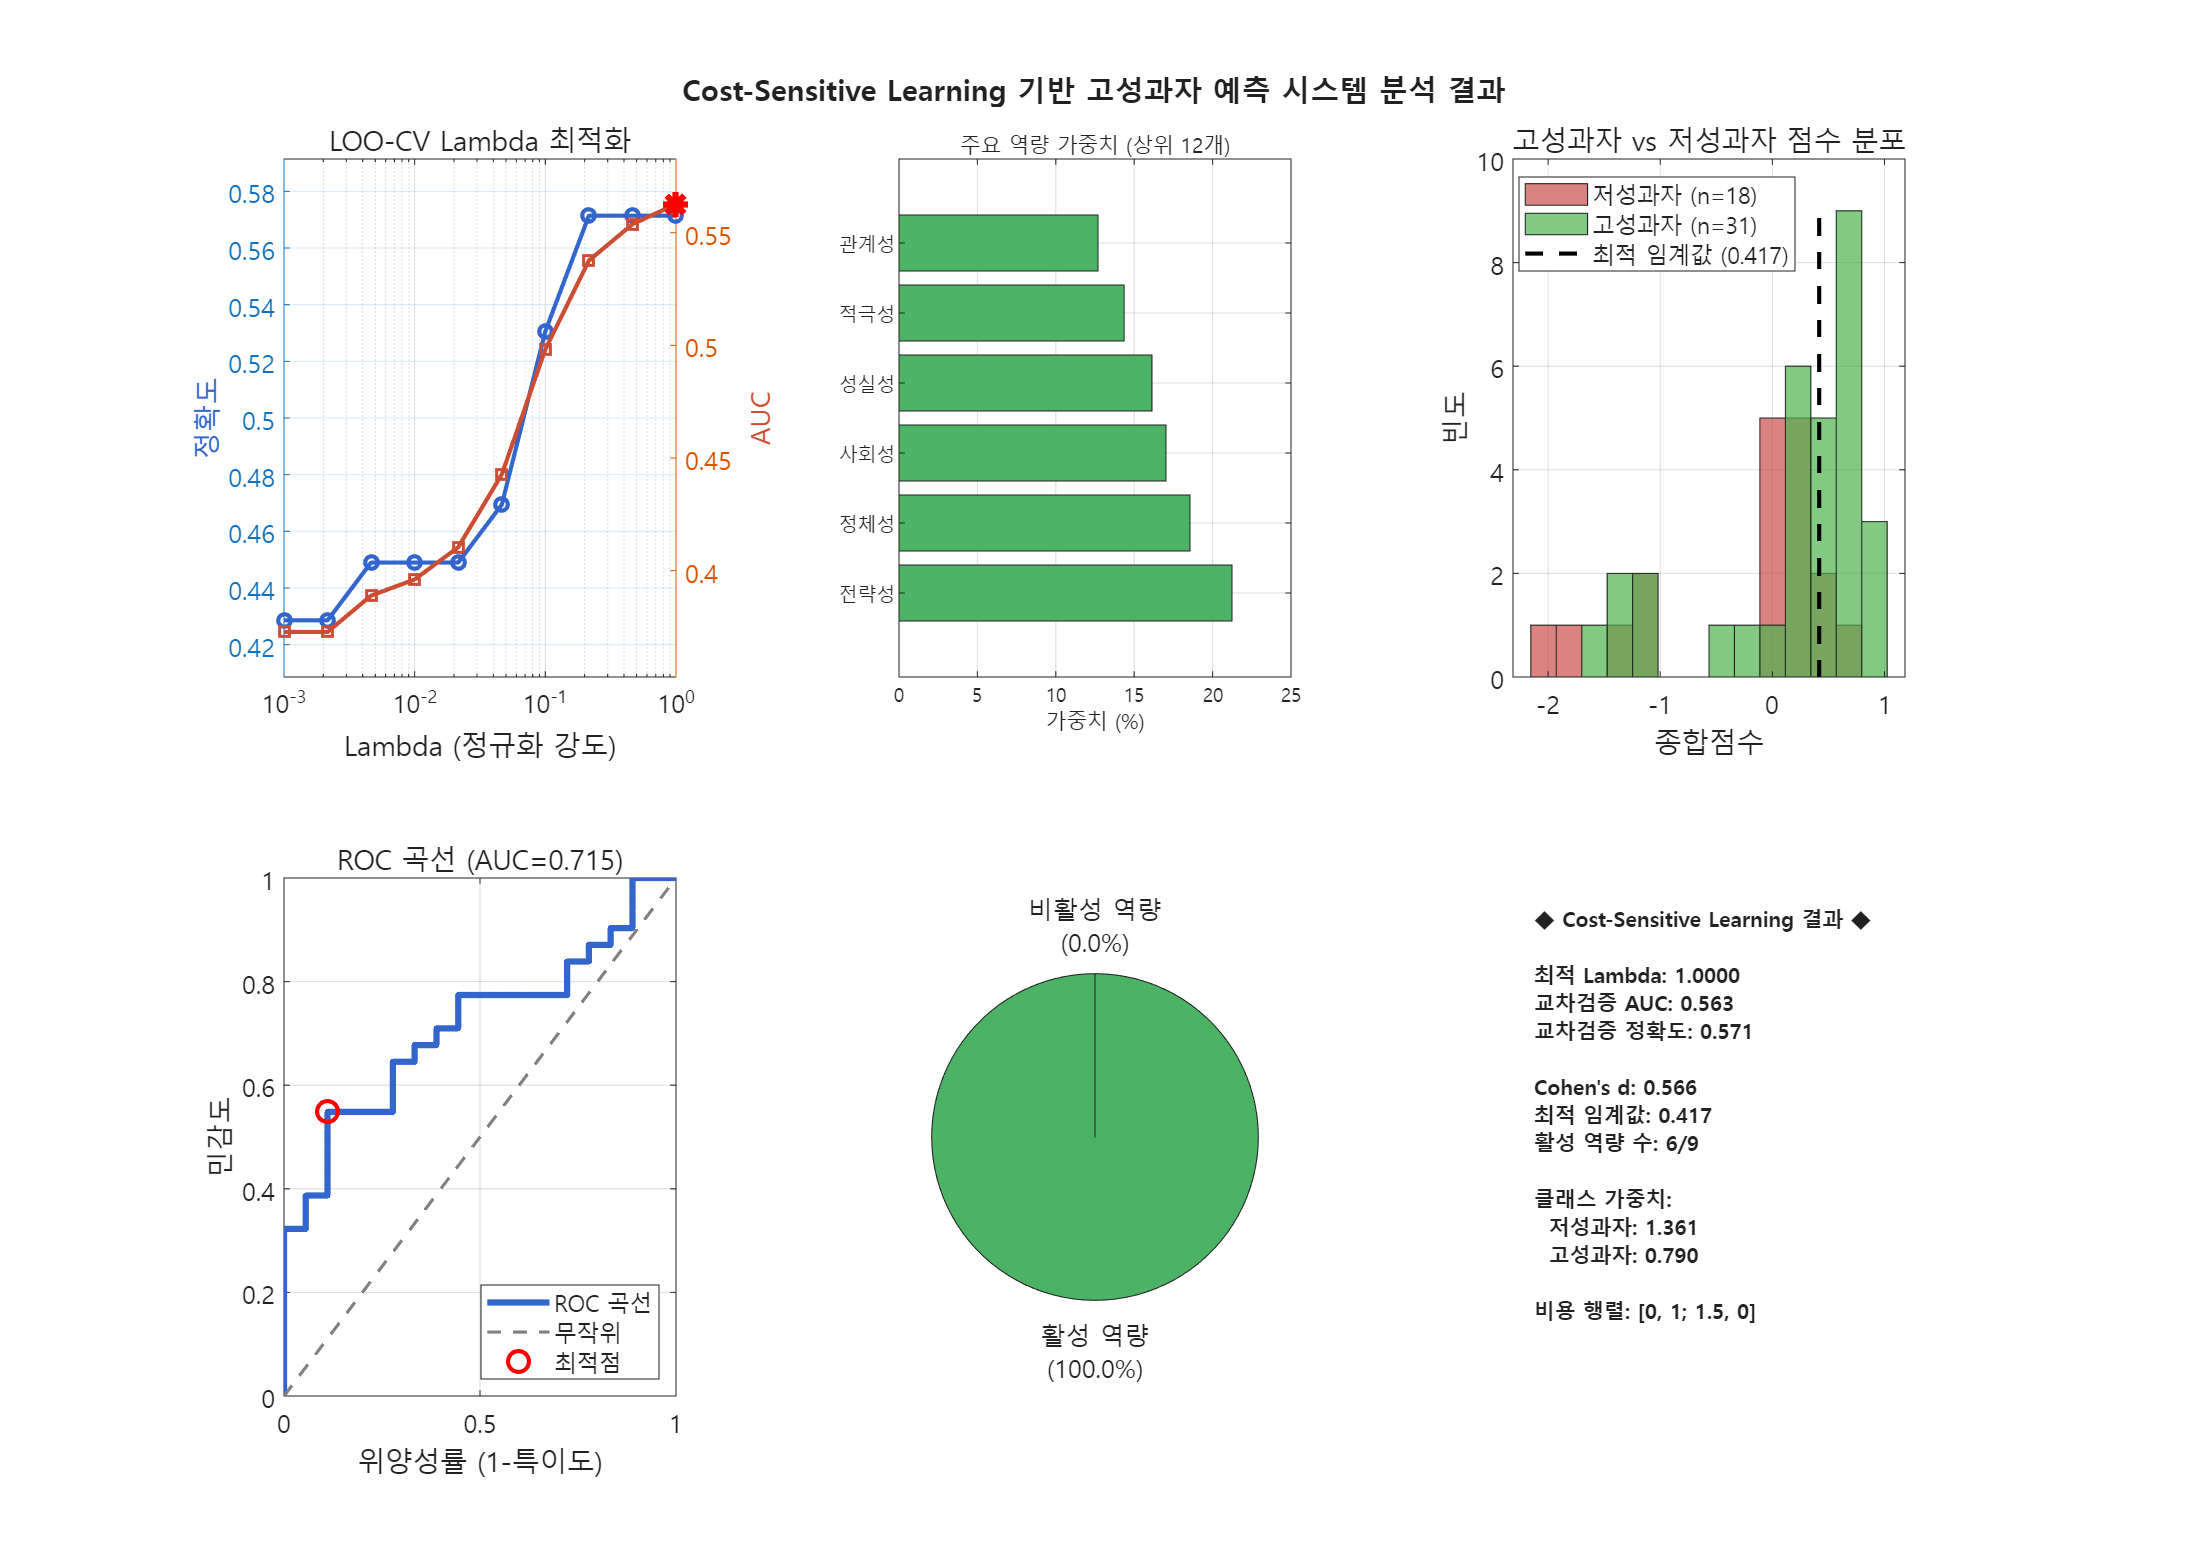 Cost-Sensitive Learning 기반 고성과자 예측 시스템 분석 결과
LOO-CV Lambda 최적화
0.58
0.56
0.54
0.52
0.5
0.48
0.46
0.44
0.42
정확도
0.55
0.5
0.45
0.4
AUC
10-3
10-2
10-1
100
Lambda (정규화 강도)
주요 역량 가중치 (상위 12개)
관계성
적극성
성실성
사회성
정체성
전략성
0
5
10
15
20
25
가중치 (%)
고성과자 vs 저성과자 점수 분포
저성과자 (n=18)
고성과자 (n=31)
최적 임계값 (0.417)
10
8
6
4
2
0
빈도
-2
-1
0
1
종합점수
ROC 곡선 (AUC=0.715)
1
0.8
0.6
0.4
0.2
0
민감도
ROC 곡선
무작위
최적점
0
0.5
1
위양성률 (1-특이도)
비활성 역량
(0.0%)
활성 역량
(100.0%)
◆ Cost-Sensitive Learning 결과 ◆
최적 Lambda: 1.0000
교차검증 AUC: 0.563
교차검증 정확도: 0.571
Cohen's d: 0.566
최적 임계값: 0.417
활성 역량 수: 6/9
클래스 가중치:
저성과자: 1.361
고성과자: 0.790
비용 행렬: [0, 1; 1.5, 0]